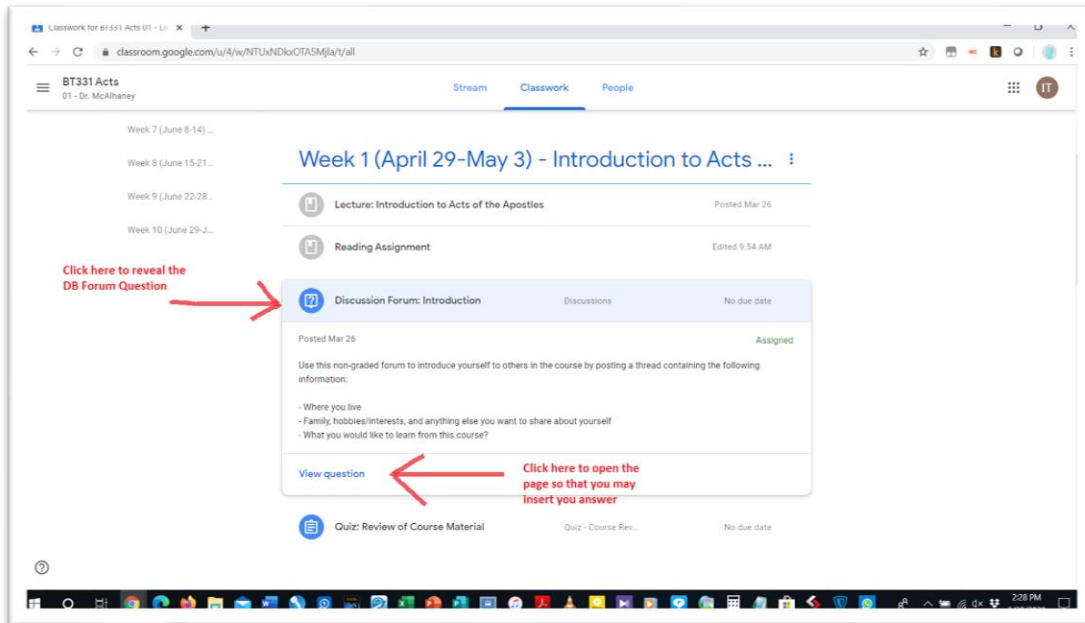 Classwork for BT331 Acts 01 - Dr
classroom.google.com/u/4/w/NTUxNDkxOTA5Mjla/t/all
BT331 Acts
01 - Dr. McAlhaney
Stream Classwork People
IT
Week 7 (June 8-14) ...
Week 8 (June 15-21...
Week 9 (June 22-28...
Week 10 (June 29-J...
Week 1 (April 29-May 3) - Introduction to Acts ...
Lecture: Introduction to Acts of the Apostles Posted Mar 26
Reading Assignment Edited 9:54 AM
Click here to reveal the
DB Forum Question
Discussion Forum: Introduction Discussions No due date
Posted Mar 26 Assigned
Use this non-graded forum to introduce yourself to others in the course by posting a thread containing the following
information:
- Where you live
- Family, hobbies/interests, and anything else you want to share about yourself
- What you would like to learn from this course?
View question
Click here to open the
page so that you may
insert you answer
Quiz: Review of Course Material Quiz - Course Rev... No due date
2:28 PM